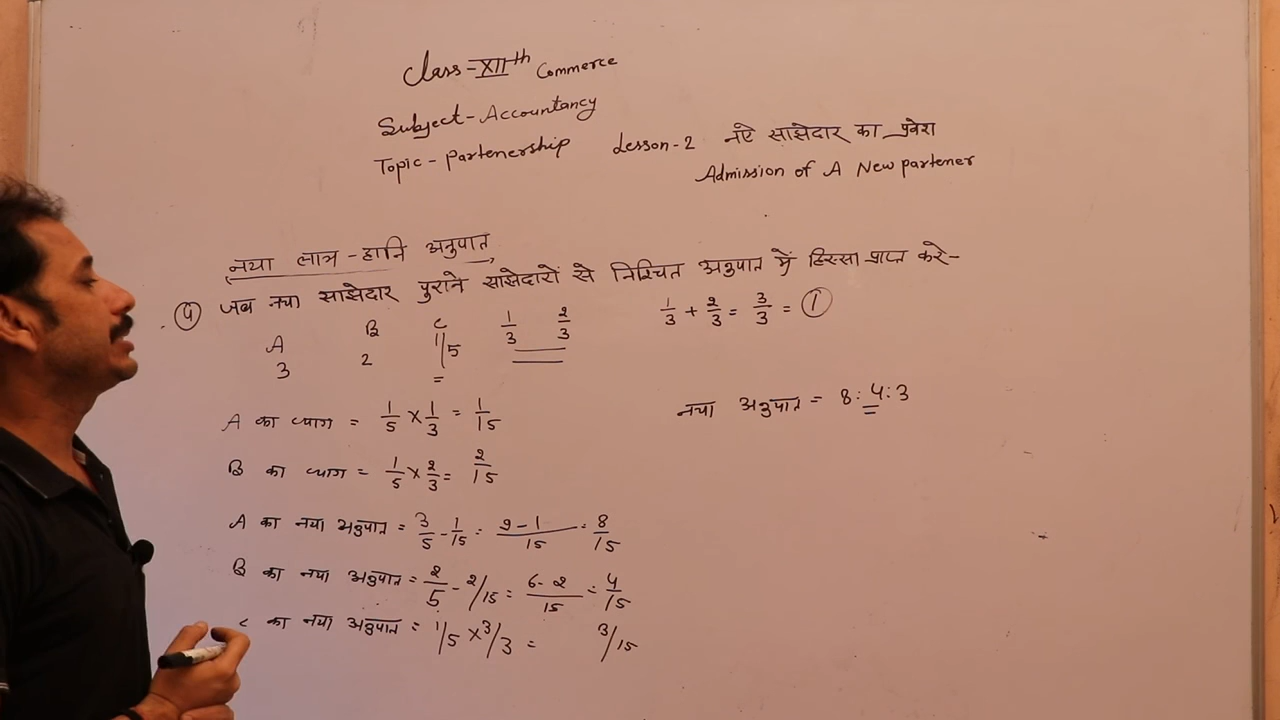 Class-XIIth Commerce
Subject-Accountancy
Topic-Partenership Lesson-2 नऐ साझेदार का प्रवेश
Admission of A New partener
नया लाभ-हानि अनुपात
(4) जब नया साझेदार पुराने साझेदारों से निश्चित अनुपात में हिस्सा प्राप्त करे-
A B C 1/3 2/3 1/3 + 2/3 = 3/3 = 1
3 2 1/5
A का त्याग = 1/5 × 1/3 = 1/15 नया अनुपात = 8:4:3
B का त्याग = 1/5 × 2/3 = 2/15
A का नया अनुपात = 3/5 - 1/15 = 9-1/15 = 8/15
B का नया अनुपात = 2/5 - 2/15 = 6-2/15 = 4/15
C का नया अनुपात = 1/5 × 3/3 = 3/15